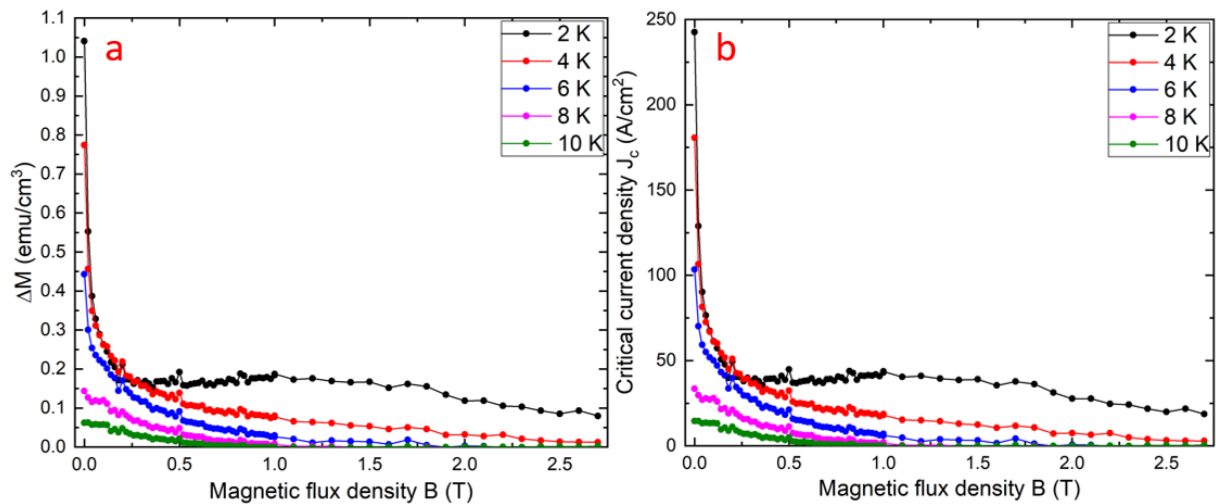 a
2 K
4 K
6 K
8 K
10 K
1.1
1.0
0.9
0.8
0.7
0.6
0.5
0.4
0.3
0.2
0.1
0.0
ΔM (emu/cm³)
0.0 0.5 1.0 1.5 2.0 2.5
Magnetic flux density B (T)
b
2 K
4 K
6 K
8 K
10 K
250
200
150
100
50
0
Critical current density J_c (A/cm²)
0.0 0.5 1.0 1.5 2.0 2.5
Magnetic flux density B (T)